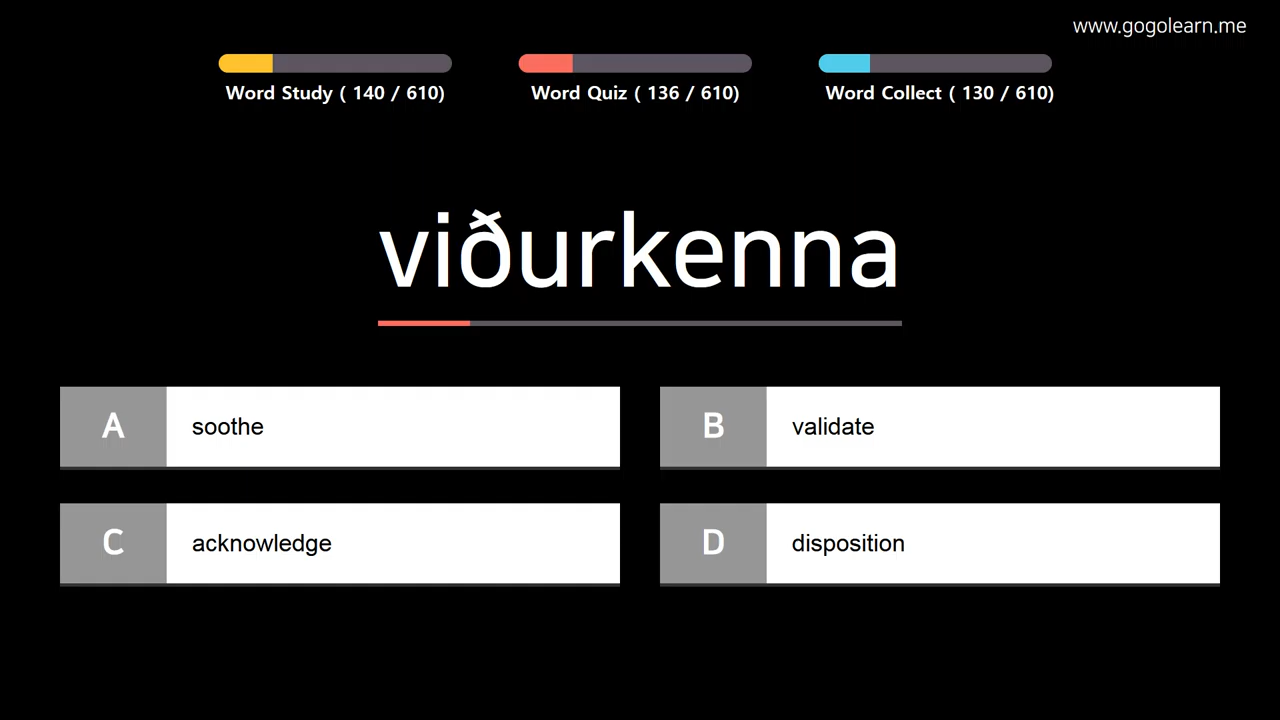 www.gogolearn.me
Word Study ( 140 / 610)
Word Quiz ( 136 / 610)
Word Collect ( 130 / 610)
viðurkenna
A soothe
B validate
C acknowledge
D disposition